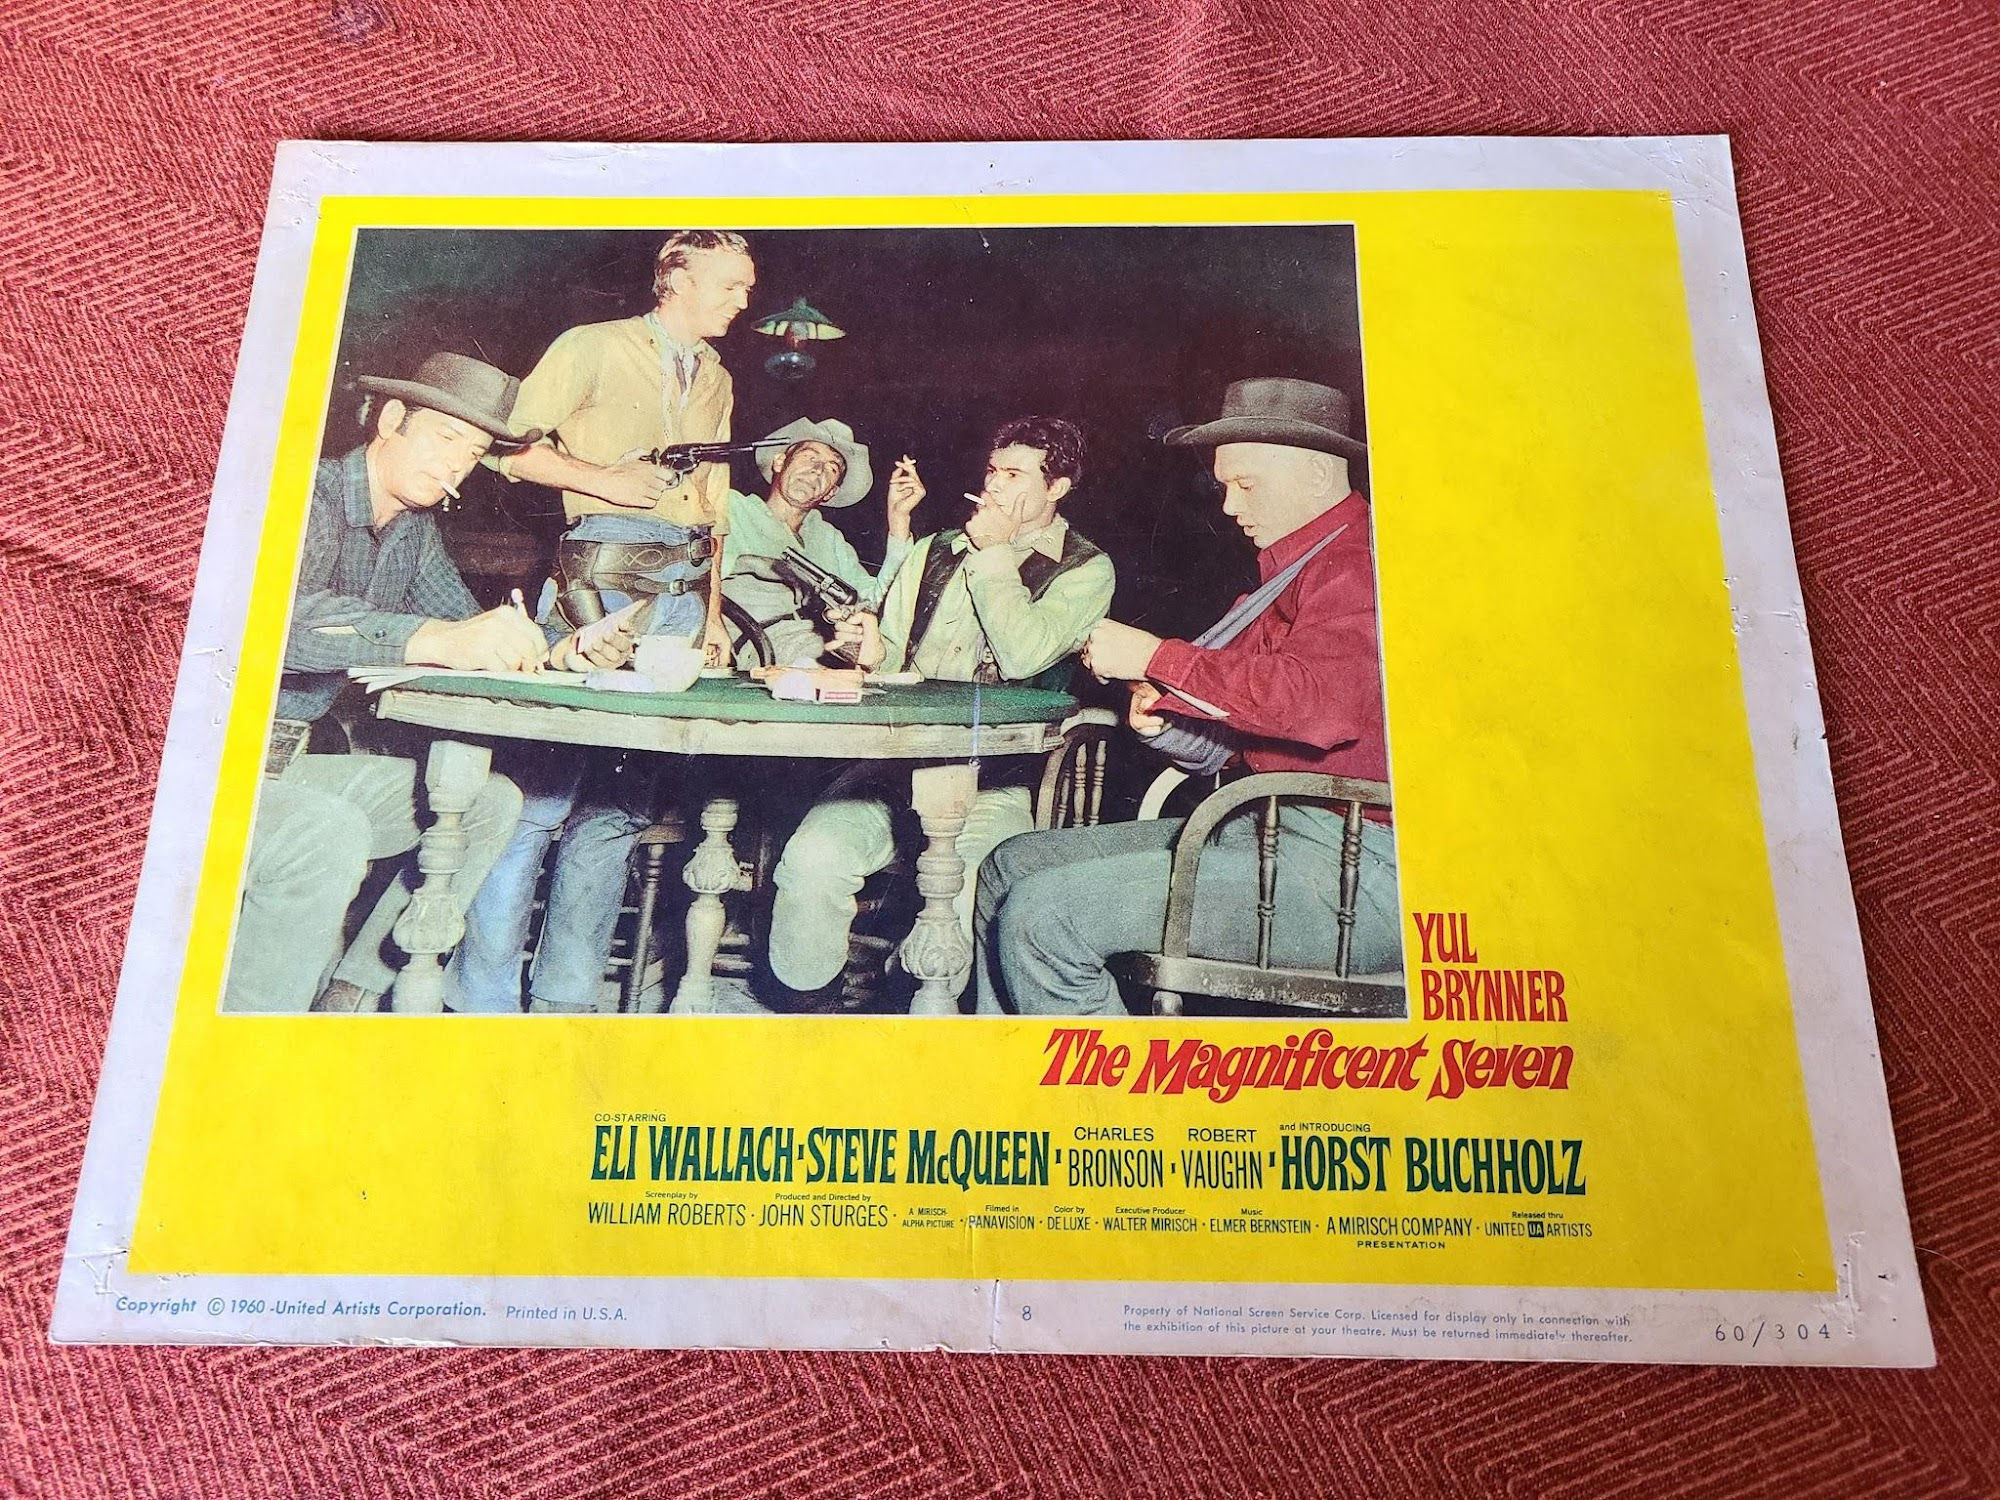 YUL
BRYNNER
The Magnificent Seven
CO-STARRING
ELI WALLACH · STEVE McQUEEN · CHARLES BRONSON · ROBERT VAUGHN · and INTRODUCING HORST BUCHHOLZ
Screenplay by WILLIAM ROBERTS · Produced and Directed by JOHN STURGES · A MIRISCH-ALPHA PICTURE · Filmed in PANAVISION · Color by DE LUXE · Executive Producer WALTER MIRISCH · Music ELMER BERNSTEIN · A MIRISCH COMPANY PRESENTATION · Released thru UNITED UA ARTISTS
Copyright © 1960 - United Artists Corporation. Printed in U.S.A.
8
Property of National Screen Service Corp. Licensed for display only in connection with
the exhibition of this picture at your theatre. Must be returned immediately thereafter.
60/304